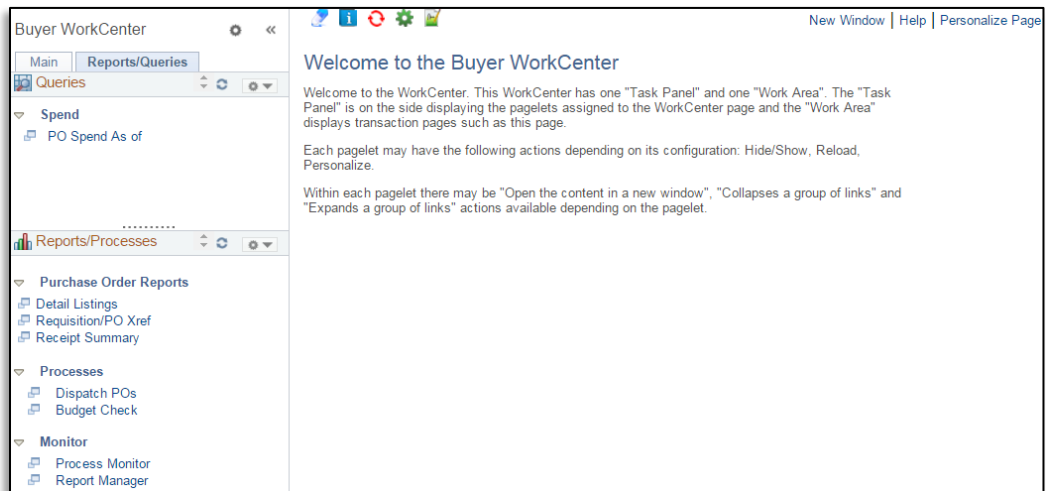 Buyer WorkCenter
«
Main
Reports/Queries
Queries
Spend
PO Spend As of
Reports/Processes
Purchase Order Reports
Detail Listings
Requisition/PO Xref
Receipt Summary
Processes
Dispatch POs
Budget Check
Monitor
Process Monitor
Report Manager
New Window | Help | Personalize Page
Welcome to the Buyer WorkCenter
Welcome to the WorkCenter. This WorkCenter has one "Task Panel" and one "Work Area". The "Task
Panel" is on the side displaying the pagelets assigned to the WorkCenter page and the "Work Area"
displays transaction pages such as this page.
Each pagelet may have the following actions depending on its configuration: Hide/Show, Reload,
Personalize.
Within each pagelet there may be "Open the content in a new window", "Collapses a group of links" and
"Expands a group of links" actions available depending on the pagelet.